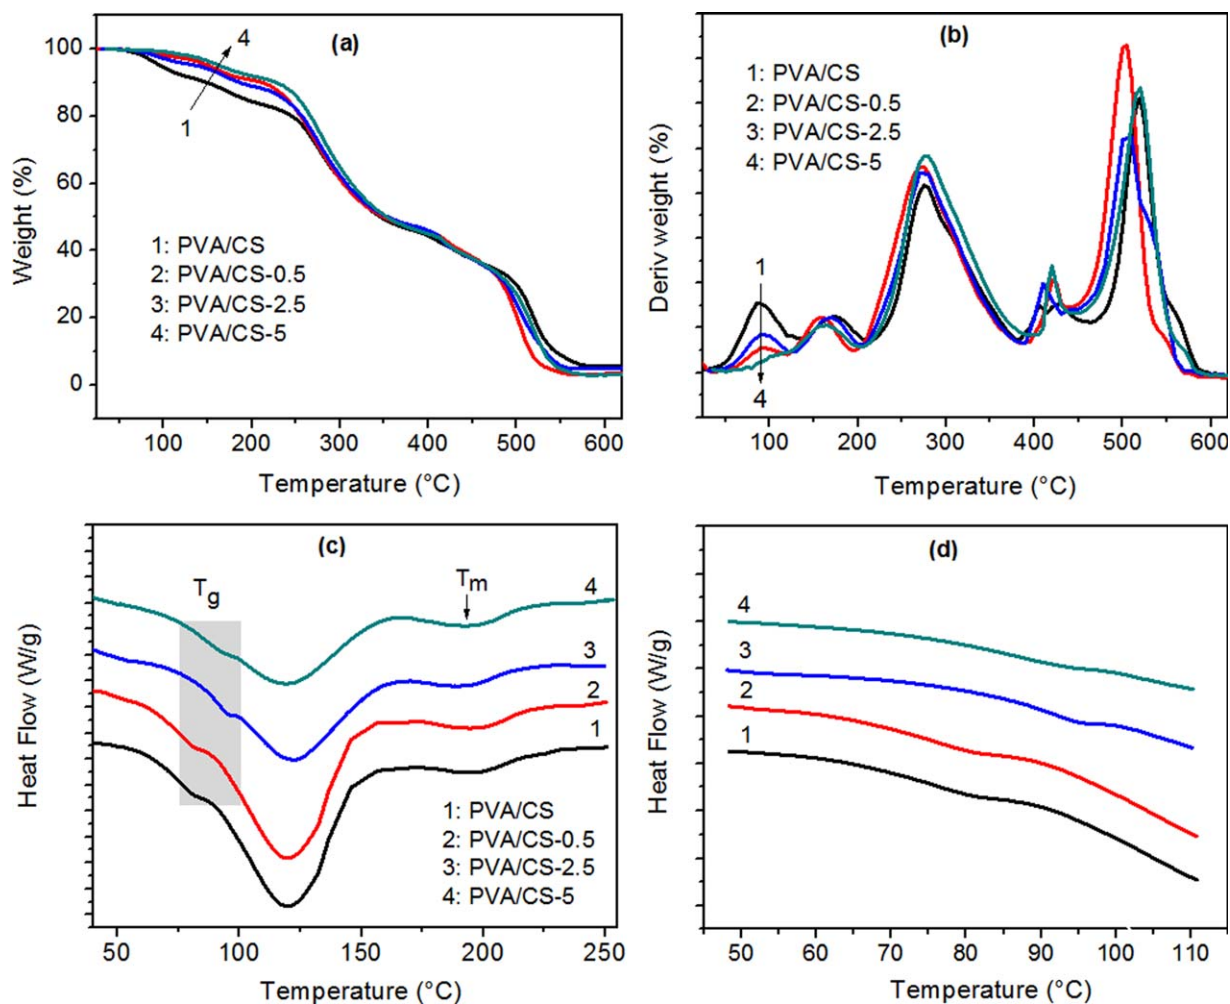 (a)
4
1
1: PVA/CS
2: PVA/CS-0.5
3: PVA/CS-2.5
4: PVA/CS-5
100
80
60
40
20
0
Weight (%)
100 200 300 400 500 600
Temperature (°C)
(b)
1: PVA/CS
2: PVA/CS-0.5
3: PVA/CS-2.5
4: PVA/CS-5
1
4
Deriv weight (%)
100 200 300 400 500 600
Temperature (°C)
(c)
Tg
Tm
4
3
2
1
1: PVA/CS
2: PVA/CS-0.5
3: PVA/CS-2.5
4: PVA/CS-5
Heat Flow (W/g)
50 100 150 200 250
Temperature (°C)
(d)
4
3
2
1
Heat Flow (W/g)
50 60 70 80 90 100 110
Temperature (°C)